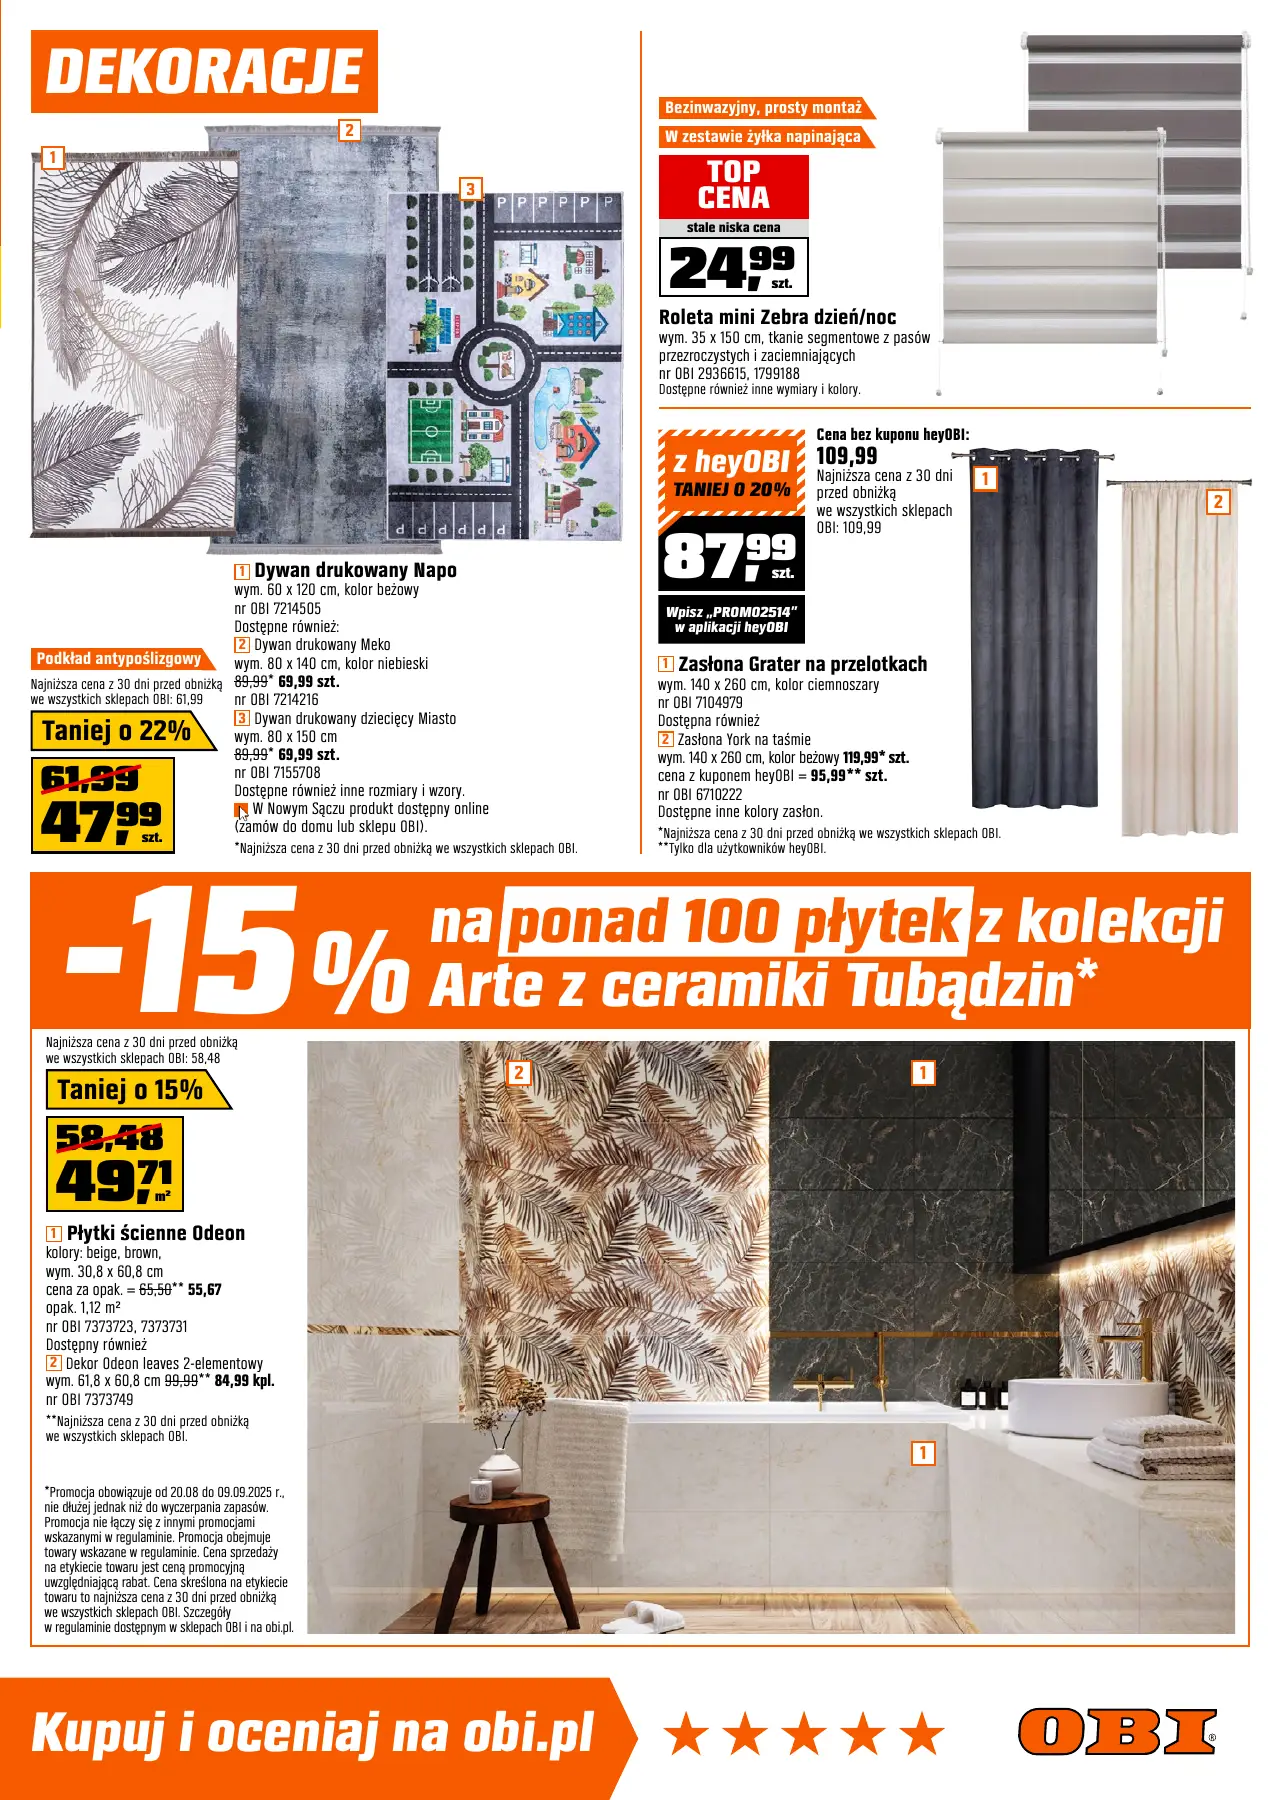 DEKORACJE
1
2
3
P P P P P P
P P P P P P
1 Dywan drukowany Napo
wym. 60 x 120 cm, kolor beżowy
nr OBI 7214505
Dostępne również:
2 Dywan drukowany Meko
wym. 80 x 140 cm, kolor niebieski
89,99* 69,99 szt.
nr OBI 7214216
3 Dywan drukowany dziecięcy Miasto
wym. 80 x 150 cm
89,99* 69,99 szt.
nr OBI 7155708
Dostępne również inne rozmiary i wzory.
W Nowym Sączu produkt dostępny online
(zamów do domu lub sklepu OBI).
*Najniższa cena z 30 dni przed obniżką we wszystkich sklepach OBI.
Podkład antypoślizgowy
Najniższa cena z 30 dni przed obniżką
we wszystkich sklepach OBI: 61,99
Taniej o 22%
61,99
47,99
szt.
Bezinwazyjny, prosty montaż
W zestawie żyłka napinająca
TOP
CENA
stale niska cena
24,99
szt.
Roleta mini Zebra dzień/noc
wym. 35 x 150 cm, tkanie segmentowe z pasów
przezroczystych i zaciemniających
nr OBI 2936615, 1799188
Dostępne również inne wymiary i kolory.
z heyOBI
TANIEJ O 20%
87,99
szt.
Wpisz „PROMO2514”
w aplikacji heyOBI
Cena bez kuponu heyOBI:
109,99
Najniższa cena z 30 dni
przed obniżką
we wszystkich sklepach
OBI: 109,99
1
2
1 Zasłona Grater na przelotkach
wym. 140 x 260 cm, kolor ciemnoszary
nr OBI 7104979
Dostępna również
2 Zasłona York na taśmie
wym. 140 x 260 cm, kolor beżowy 119,99* szt.
cena z kuponem heyOBI = 95,99** szt.
nr OBI 6710222
Dostępne inne kolory zasłon.
*Najniższa cena z 30 dni przed obniżką we wszystkich sklepach OBI.
**Tylko dla użytkowników heyOBI.
-15% na ponad 100 płytek z kolekcji
Arte z ceramiki Tubądzin*
Najniższa cena z 30 dni przed obniżką
we wszystkich sklepach OBI: 58,48
Taniej o 15%
58,48
49,71
m²
1 Płytki ścienne Odeon
kolory: beige, brown,
wym. 30,8 x 60,8 cm
cena za opak. = 65,50** 55,67
opak. 1,12 m²
nr OBI 7373723, 7373731
Dostępny również
2 Dekor Odeon leaves 2-elementowy
wym. 61,8 x 60,8 cm 99,99** 84,99 kpl.
nr OBI 7373749
**Najniższa cena z 30 dni przed obniżką
we wszystkich sklepach OBI.
*Promocja obowiązuje od 20.08 do 09.09.2025 r.,
nie dłużej jednak niż do wyczerpania zapasów.
Promocja nie łączy się z innymi promocjami
wskazanymi w regulaminie. Promocja obejmuje
towary wskazane w regulaminie. Cena sprzedaży
na etykiecie towaru jest ceną promocyjną
uwzględniającą rabat. Cena skreślona na etykiecie
towaru to najniższa cena z 30 dni przed obniżką
we wszystkich sklepach OBI. Szczegóły
w regulaminie dostępnym w sklepach OBI i na obi.pl.
2
1
1
Kupuj i oceniaj na obi.pl
OBI®